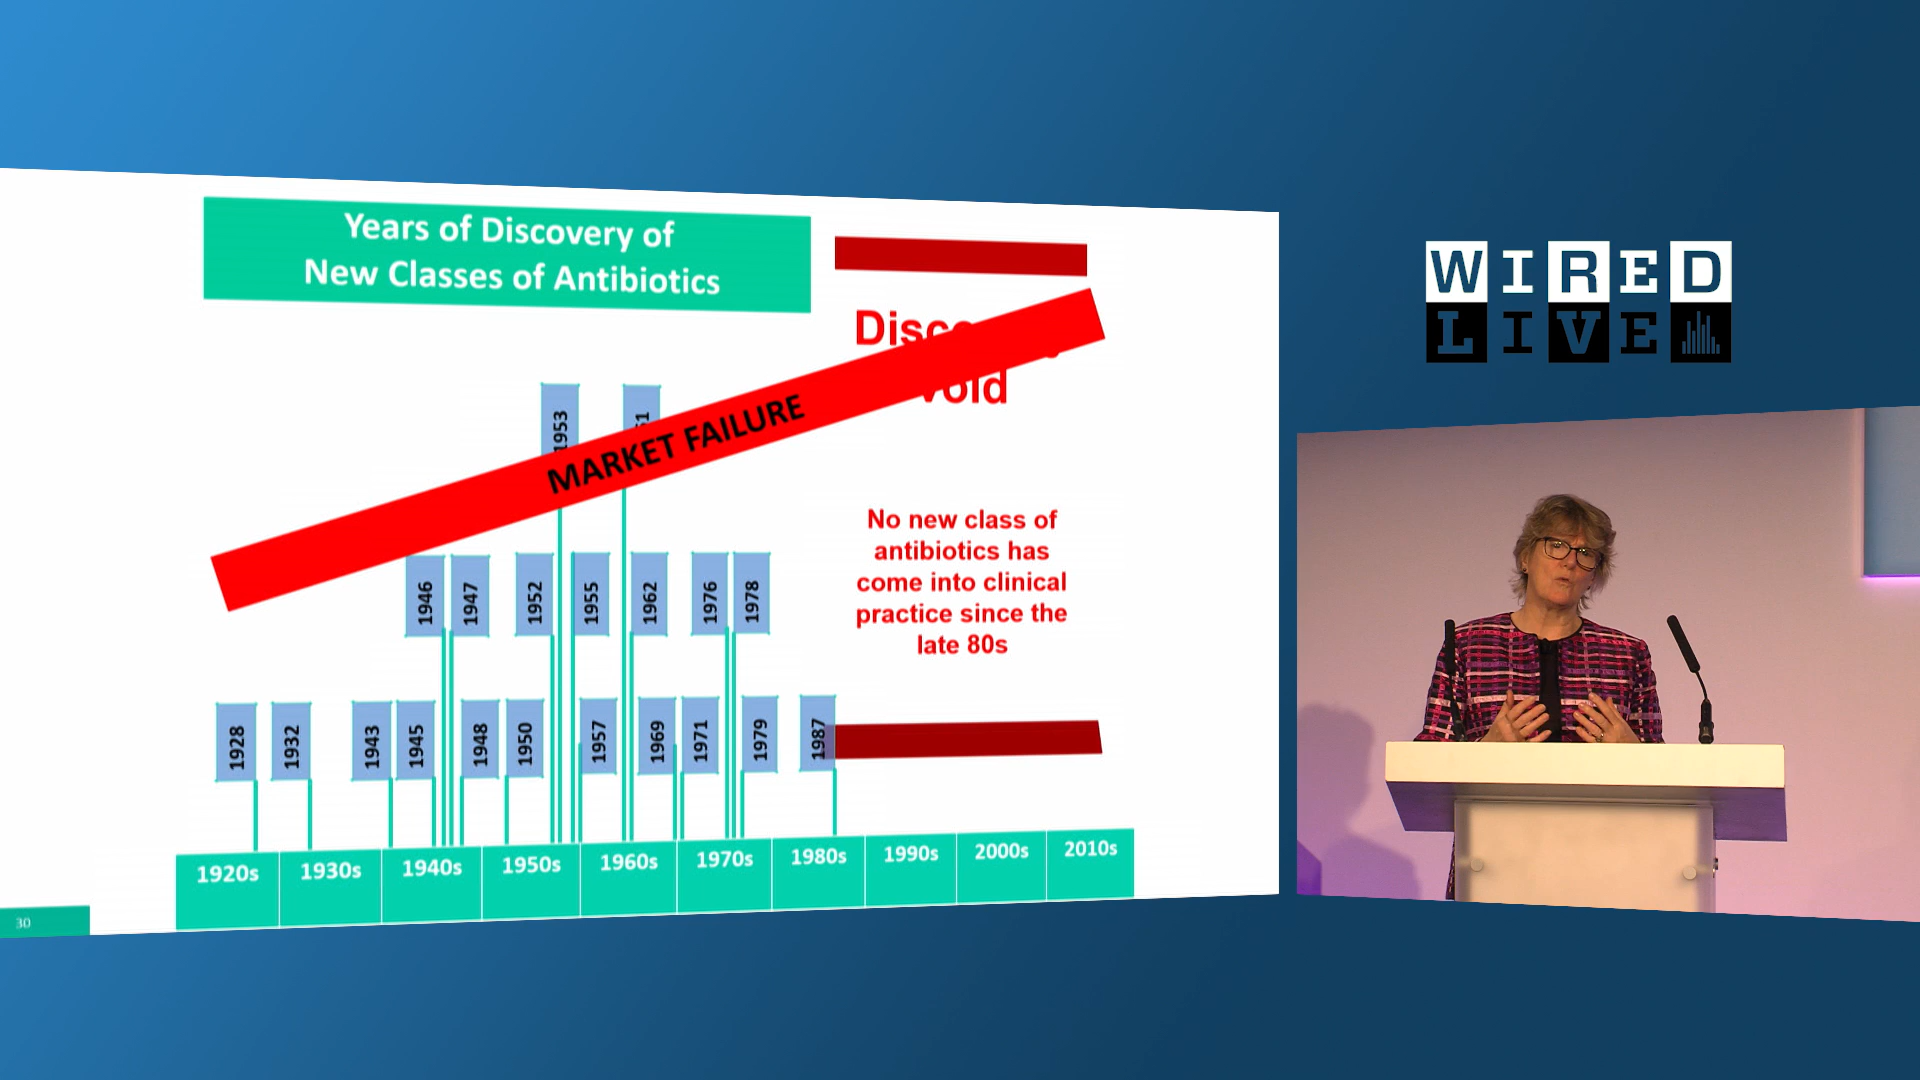 Years of Discovery of
New Classes of Antibiotics
Void
MARKET FAILURE
1953
No new class of
antibiotics has
come into clinical
practice since the
late 80s
1946
1947
1952
1955
1962
1976
1978
1928
1932
1943
1945
1948
1950
1957
1969
1971
1979
1987
1920s
1930s
1940s
1950s
1960s
1970s
1980s
1990s
2000s
2010s
30
WIRED
LIVE